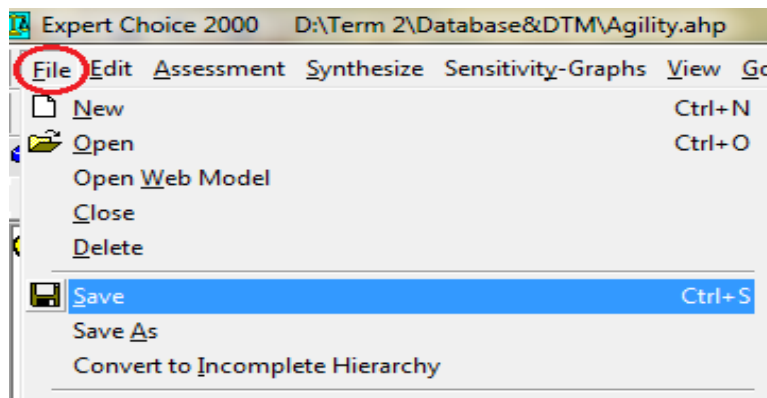 Expert Choice 2000 D:\Term 2\Database&DTM\Agility.ahp
File Edit Assessment Synthesize Sensitivity-Graphs View Go
New Ctrl+N
Open Ctrl+O
Open Web Model
Close
Delete
Save Ctrl+S
Save As
Convert to Incomplete Hierarchy